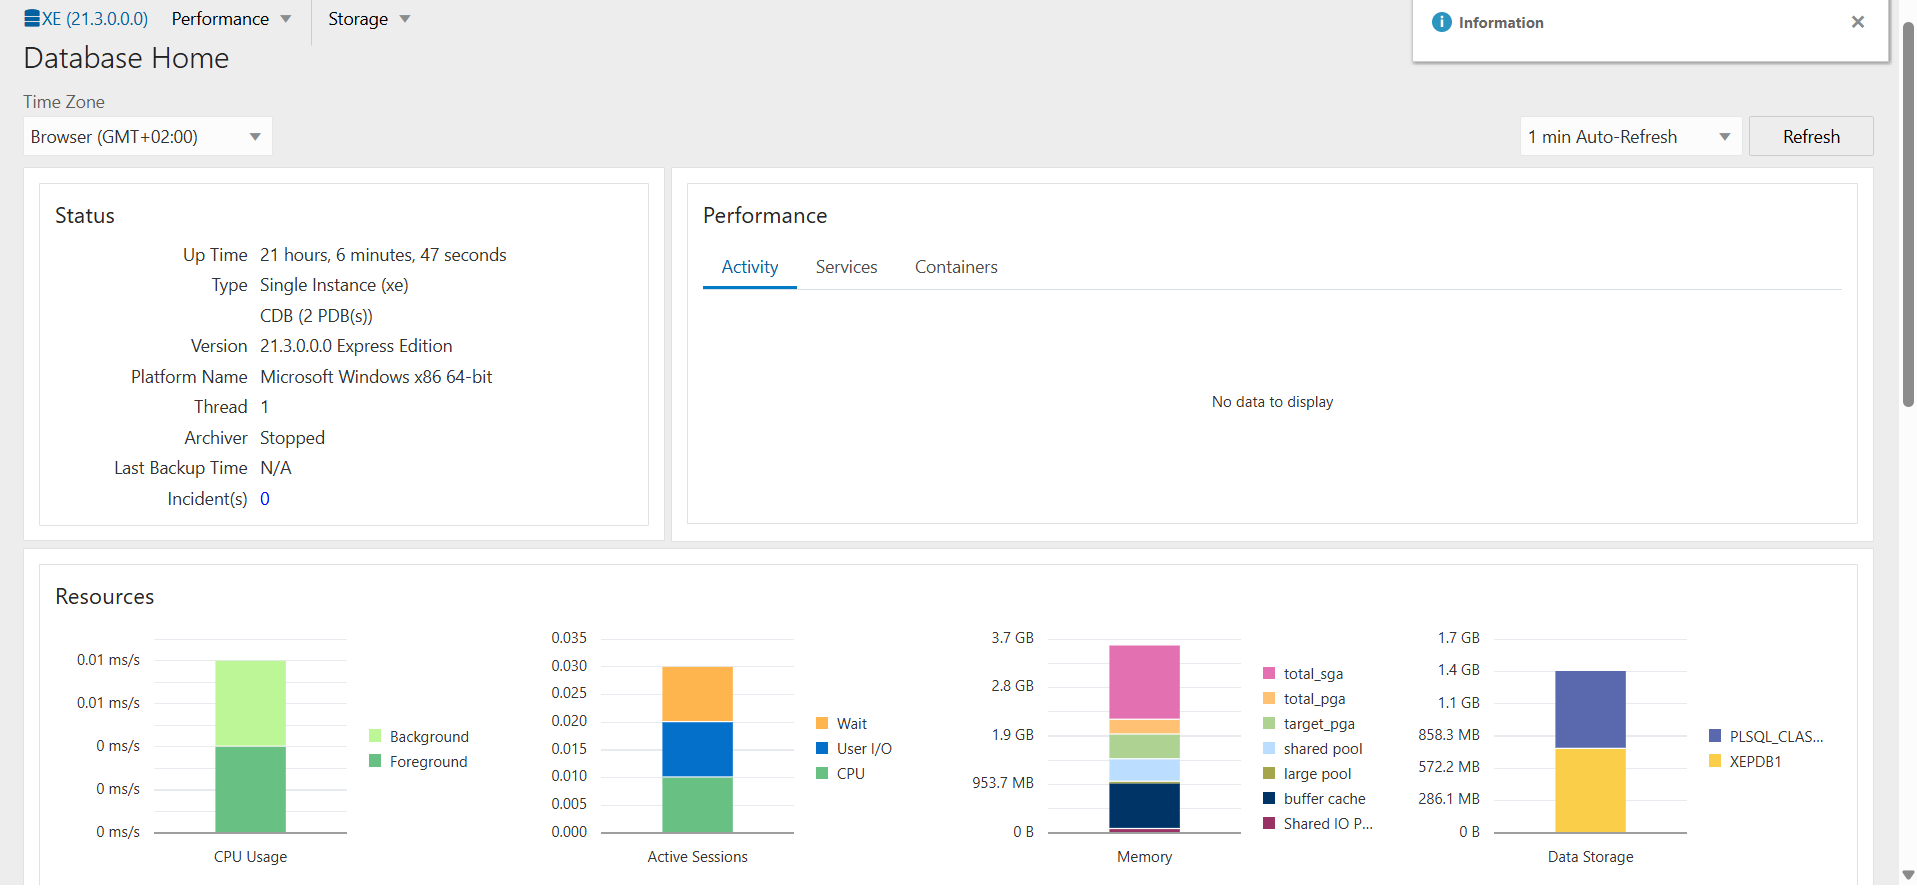 XE (21.3.0.0.0) Performance Storage
Information
Database Home
Time Zone
Browser (GMT+02:00)
1 min Auto-Refresh
Refresh
Status
Up Time 21 hours, 6 minutes, 47 seconds
Type Single Instance (xe)
CDB (2 PDB(s))
Version 21.3.0.0.0 Express Edition
Platform Name Microsoft Windows x86 64-bit
Thread 1
Archiver Stopped
Last Backup Time N/A
Incident(s) 0
Performance
Activity Services Containers
No data to display
Resources
0.01 ms/s
0.01 ms/s
0 ms/s
0 ms/s
0 ms/s
CPU Usage
Background
Foreground
0.035
0.030
0.025
0.020
0.015
0.010
0.005
0.000
Active Sessions
Wait
User I/O
CPU
3.7 GB
2.8 GB
1.9 GB
953.7 MB
0 B
Memory
total_sga
total_pga
target_pga
shared pool
large pool
buffer cache
Shared IO P...
1.7 GB
1.4 GB
1.1 GB
858.3 MB
572.2 MB
286.1 MB
0 B
Data Storage
PLSQL_CLAS...
XEPDB1